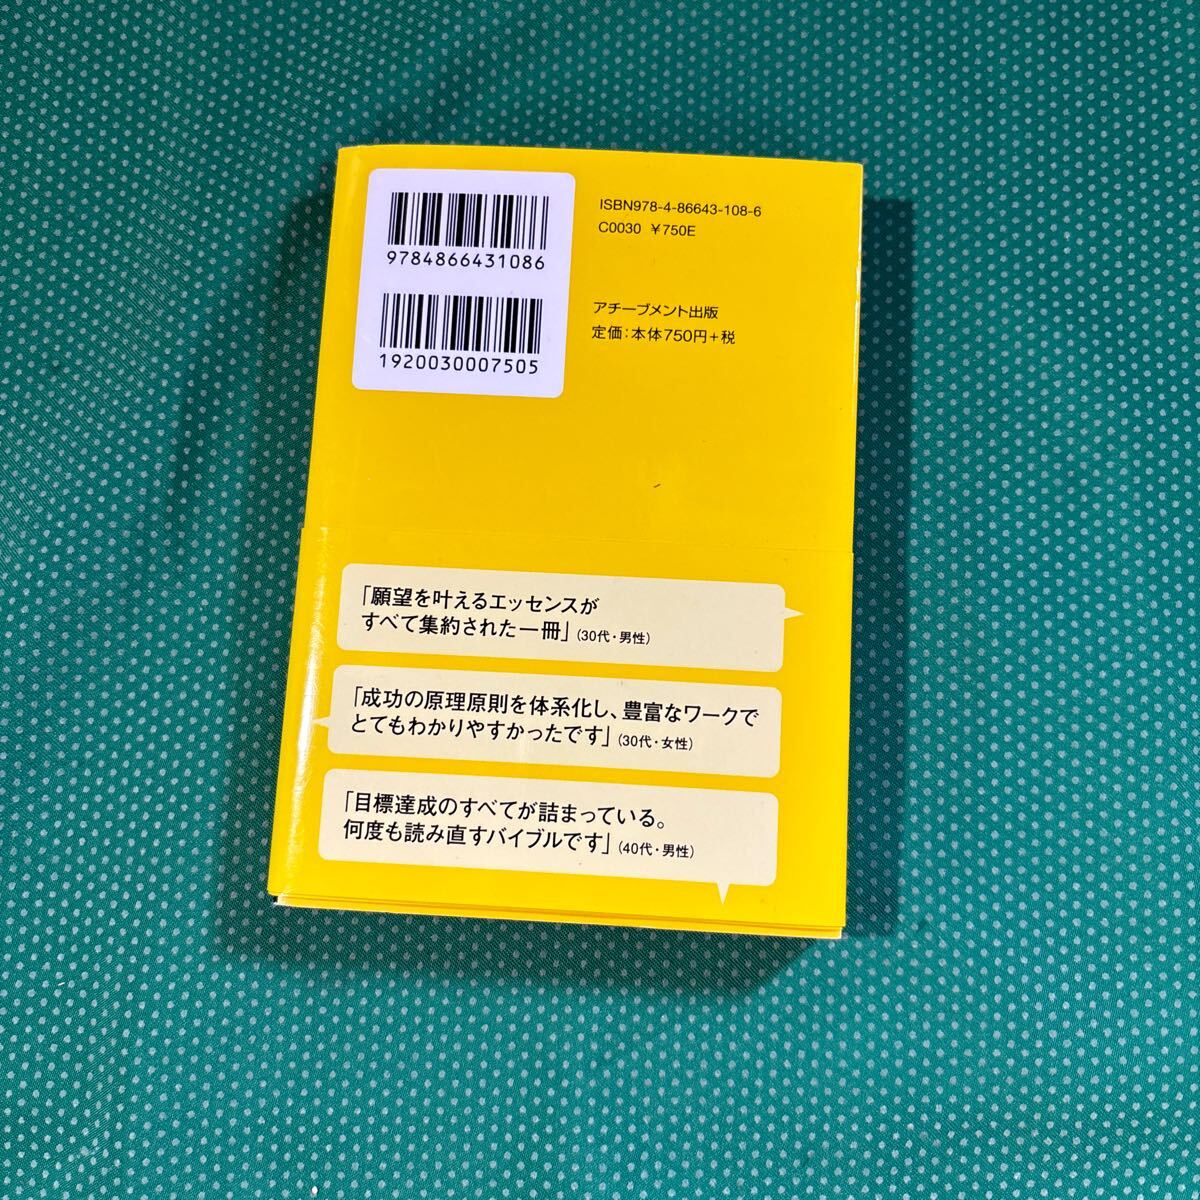 9784866431086
1920030007505
ISBN978-4-86643-108-6
C0030 ¥750E
アチーブメント出版
定価：本体750円＋税
「願望を叶えるエッセンスが
すべて集約された一冊」（30代・男性）
「成功の原理原則を体系化し、豊富なワークで
とてもわかりやすかったです」（30代・女性）
「目標達成のすべてが詰まっている。
何度も読み直すバイブルです」（40代・男性）